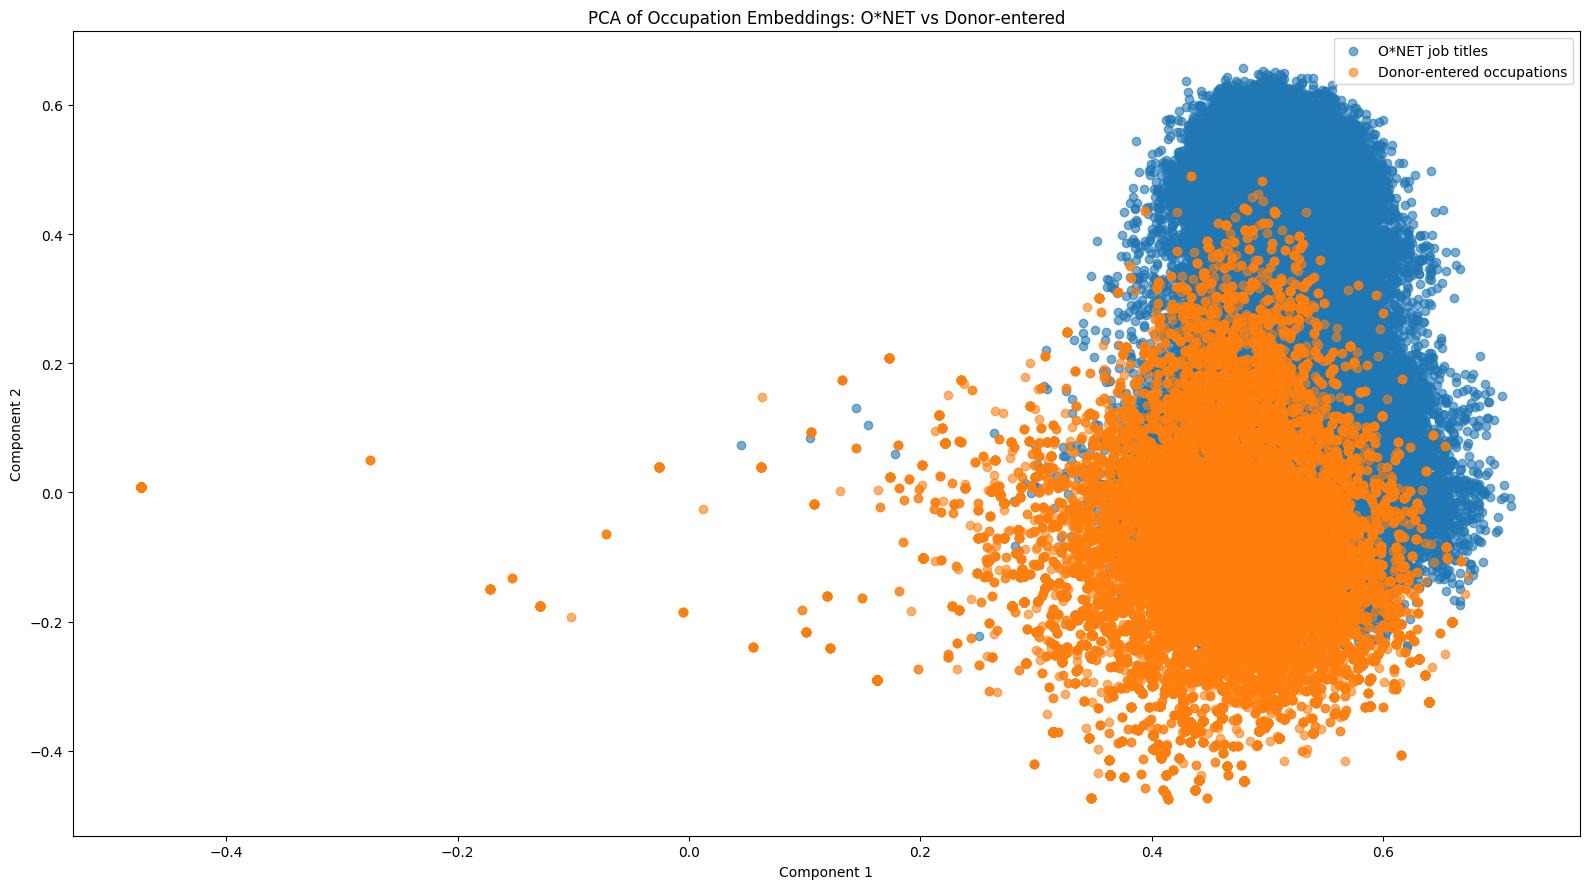 PCA of Occupation Embeddings: O*NET vs Donor-entered
O*NET job titles
Donor-entered occupations
Component 2
0.6
0.4
0.2
0.0
−0.2
−0.4
−0.4
−0.2
0.0
0.2
0.4
0.6
Component 1